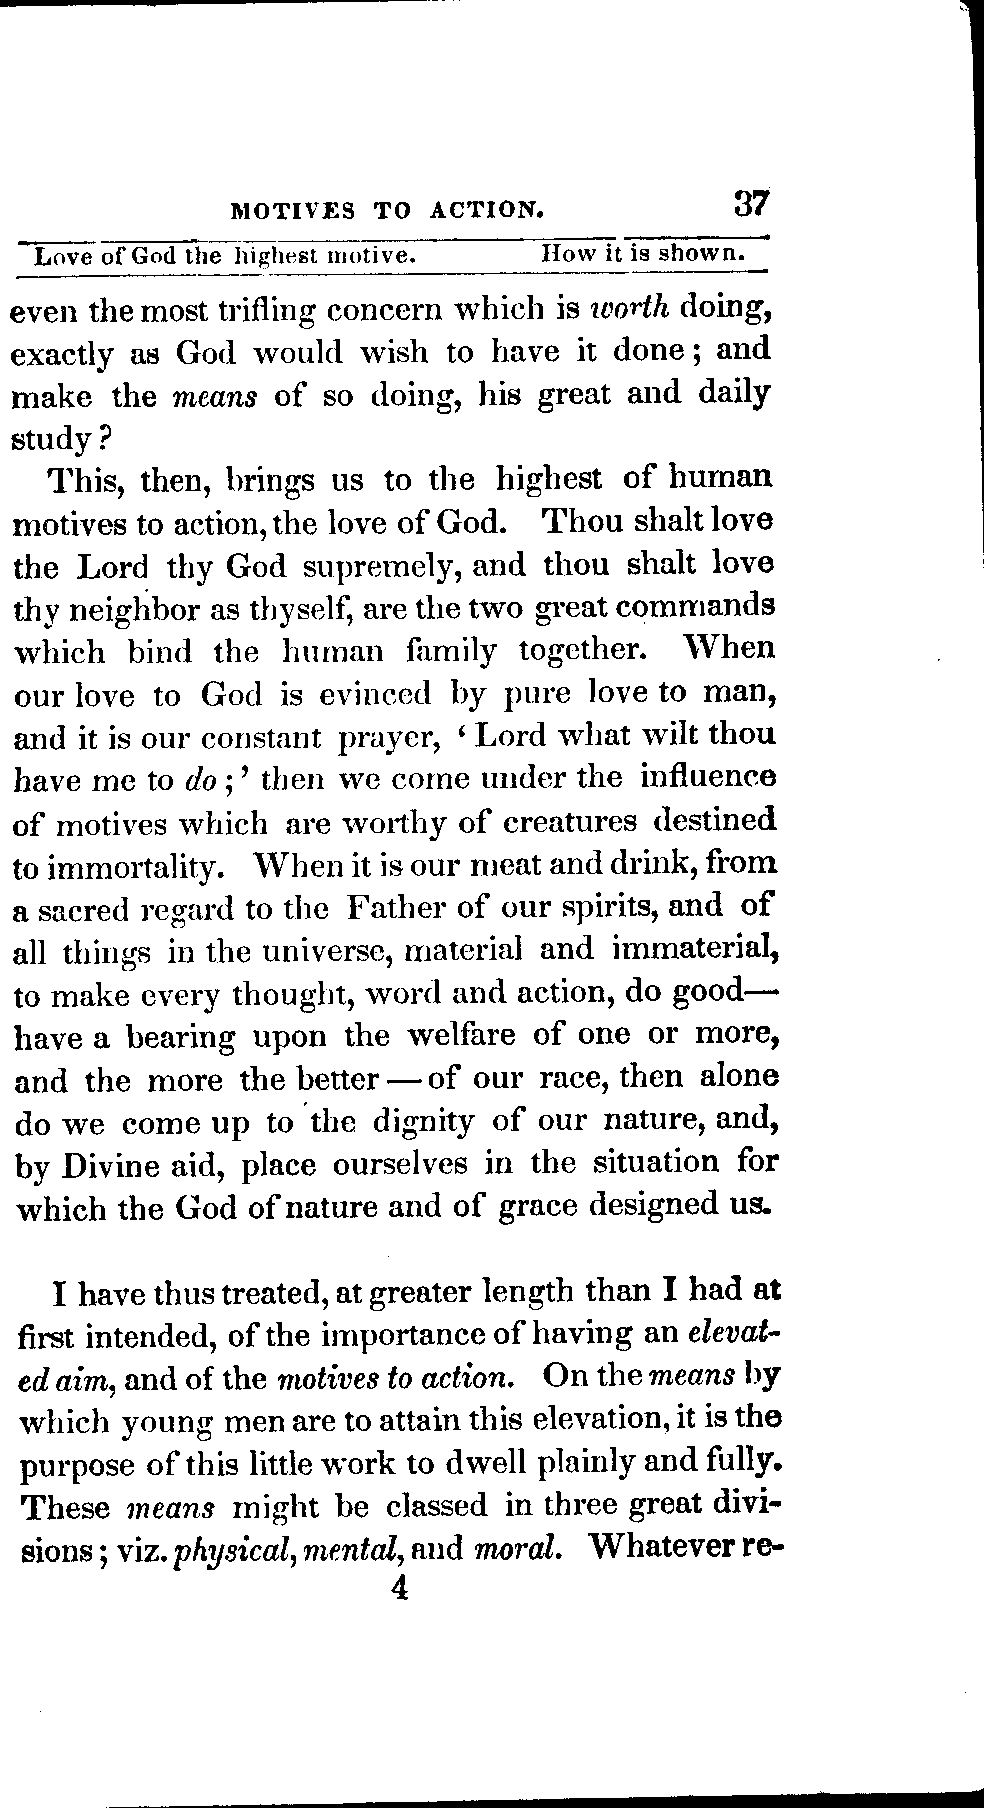 MOTIVES TO ACTION. 37
Love of God the highest motive. How it is shown.
even the most trifling concern which is worth doing,
exactly as God would wish to have it done; and
make the means of so doing, his great and daily
study?
This, then, brings us to the highest of human
motives to action, the love of God. Thou shalt love
the Lord thy God supremely, and thou shalt love
thy neighbor as thyself, are the two great commands
which bind the human family together. When
our love to God is evinced by pure love to man,
and it is our constant prayer, ‘Lord what wilt thou
have me to do;’ then we come under the influence
of motives which are worthy of creatures destined
to immortality. When it is our meat and drink, from
a sacred regard to the Father of our spirits, and of
all things in the universe, material and immaterial,
to make every thought, word and action, do good—
have a bearing upon the welfare of one or more,
and the more the better — of our race, then alone
do we come up to the dignity of our nature, and,
by Divine aid, place ourselves in the situation for
which the God of nature and of grace designed us.
I have thus treated, at greater length than I had at
first intended, of the importance of having an elevat-
ed aim, and of the motives to action. On the means by
which young men are to attain this elevation, it is the
purpose of this little work to dwell plainly and fully.
These means might be classed in three great divi-
sions; viz. physical, mental, and moral. Whatever re-
4